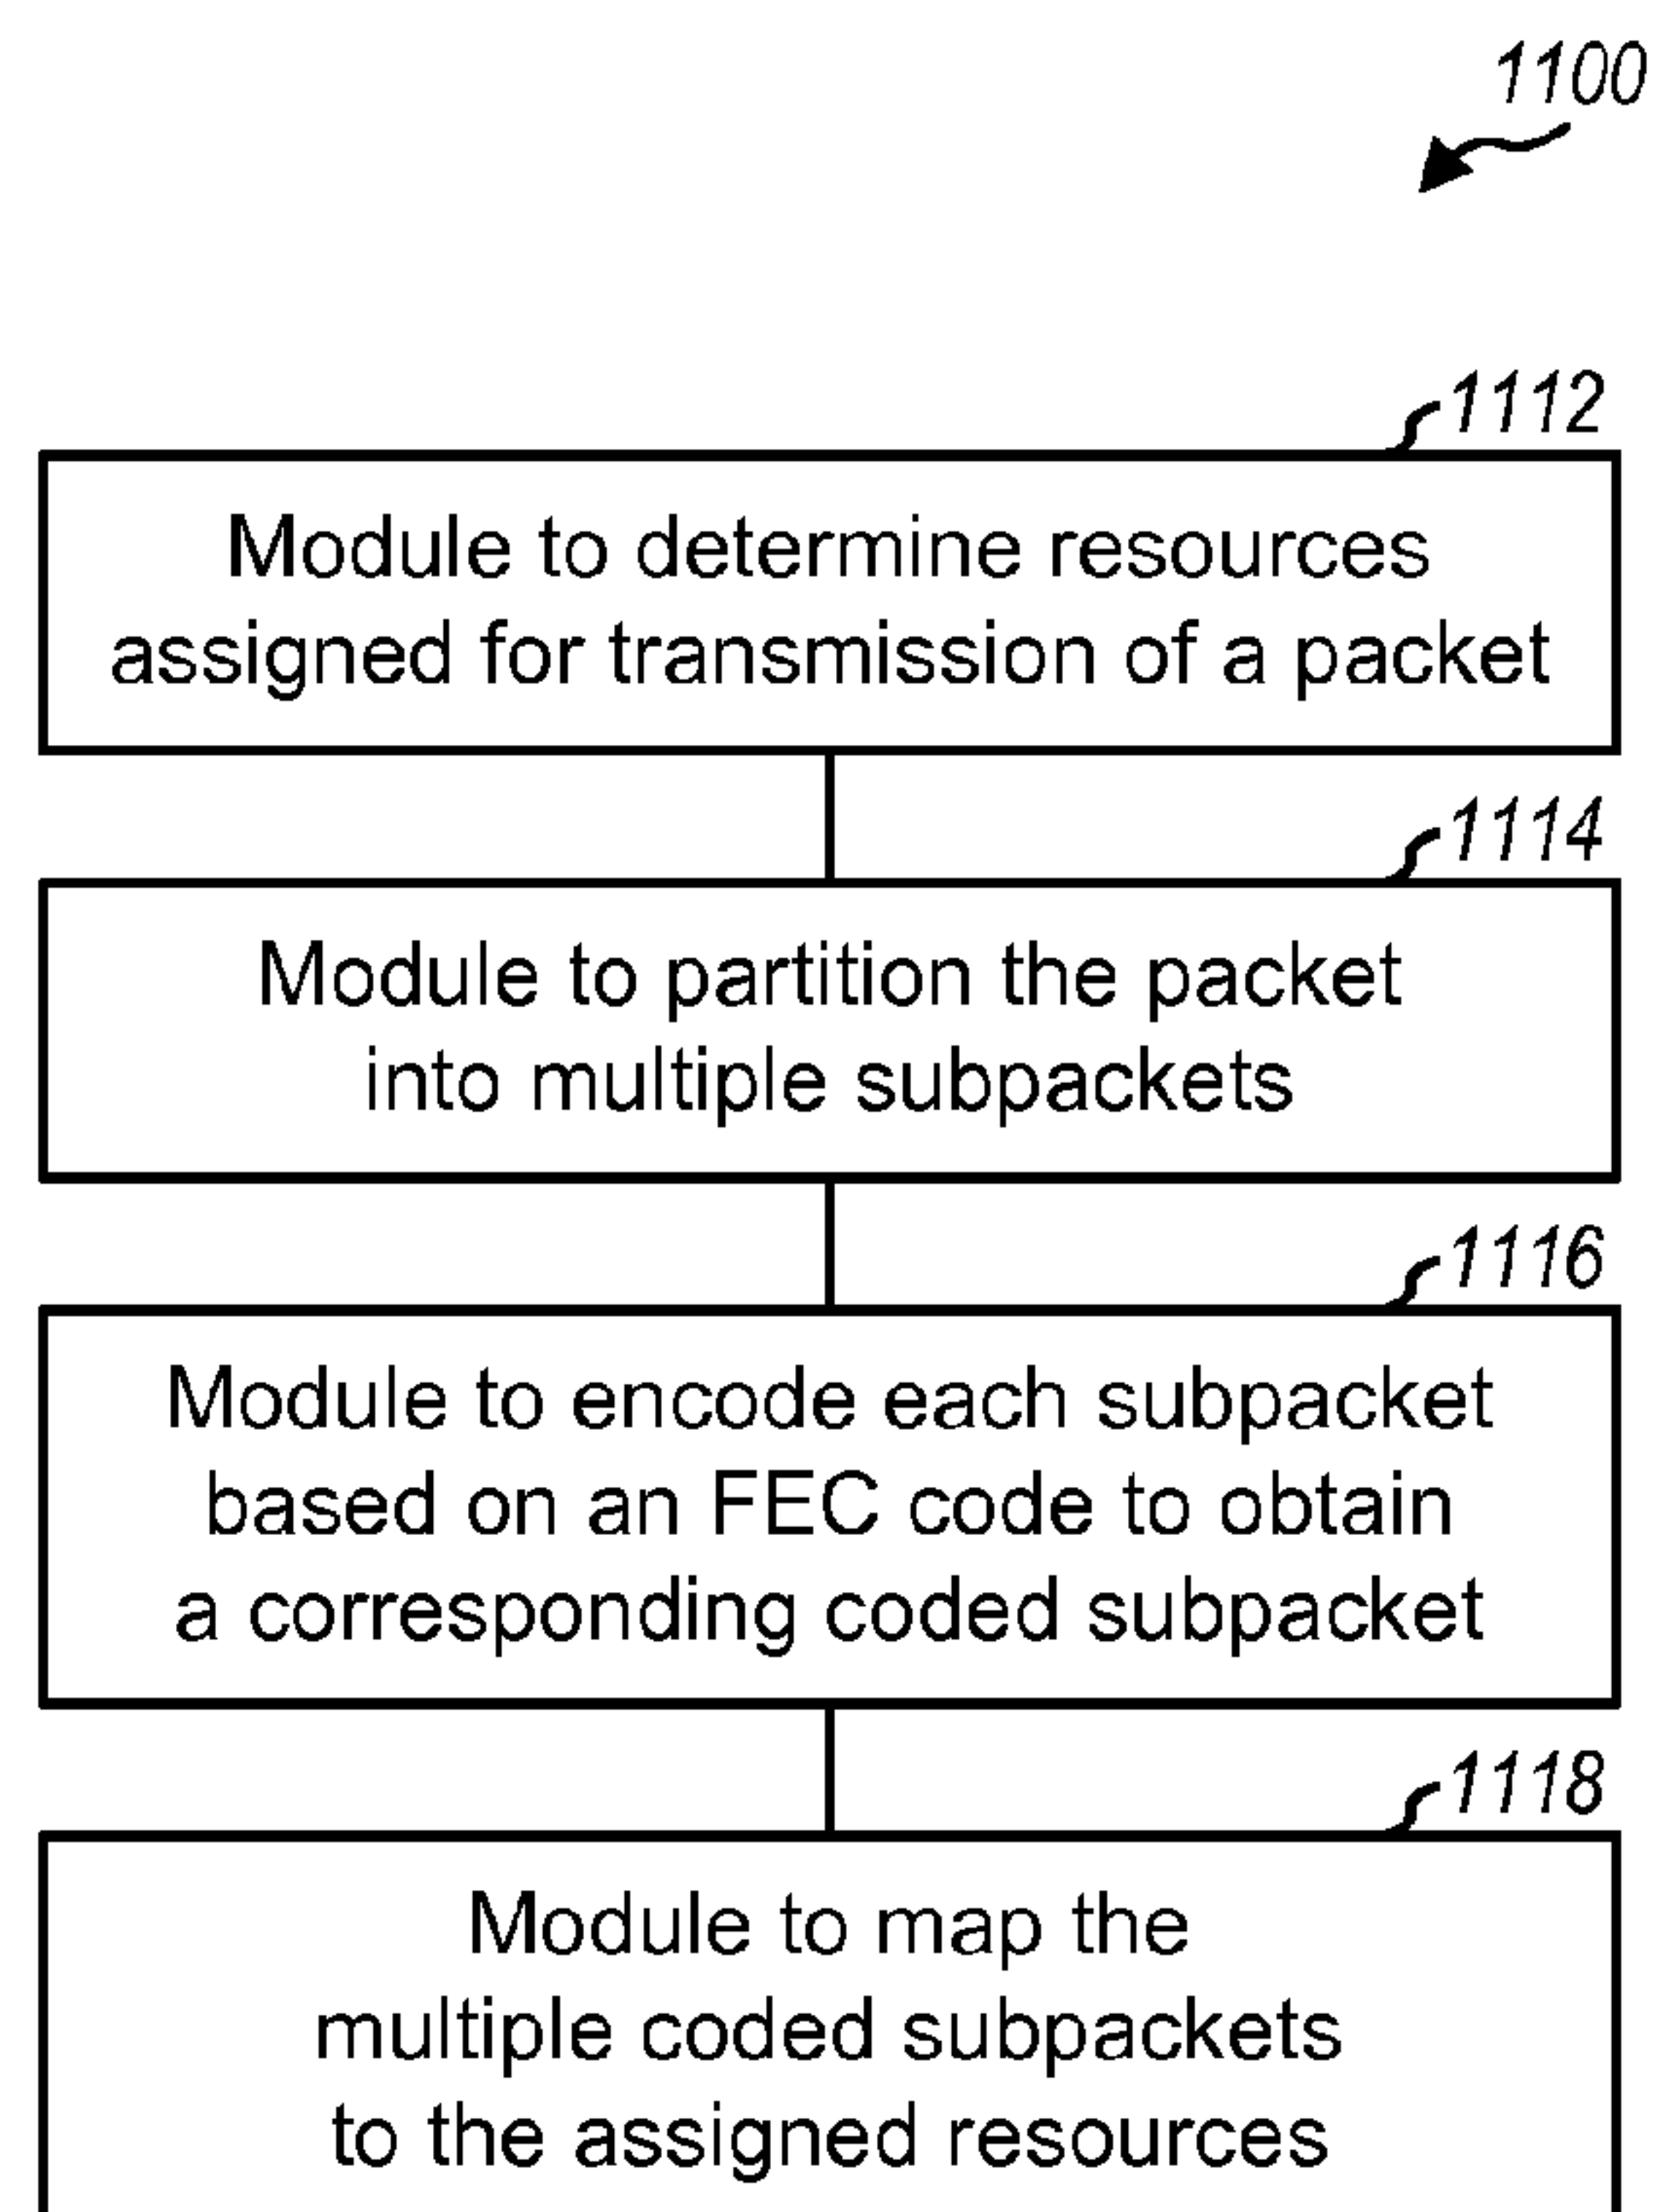 1100
1112
Module to determine resources
assigned for transmission of a packet
1114
Module to partition the packet
into multiple subpackets
1116
Module to encode each subpacket
based on an FEC code to obtain
a corresponding coded subpacket
1118
Module to map the
multiple coded subpackets
to the assigned resources